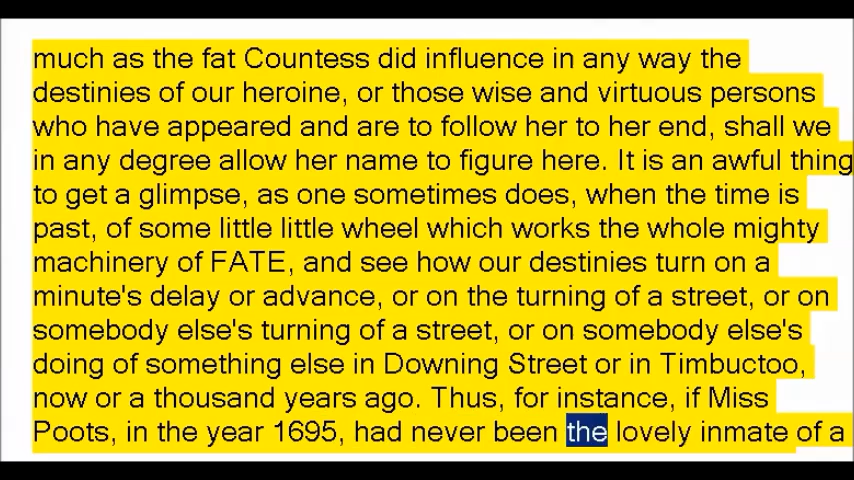 much as the fat Countess did influence in any way the
destinies of our heroine, or those wise and virtuous persons
who have appeared and are to follow her to her end, shall we
in any degree allow her name to figure here. It is an awful thing
to get a glimpse, as one sometimes does, when the time is
past, of some little little wheel which works the whole mighty
machinery of FATE, and see how our destinies turn on a
minute's delay or advance, or on the turning of a street, or on
somebody else's turning of a street, or on somebody else's
doing of something else in Downing Street or in Timbuctoo,
now or a thousand years ago. Thus, for instance, if Miss
Poots, in the year 1695, had never been the lovely inmate of a